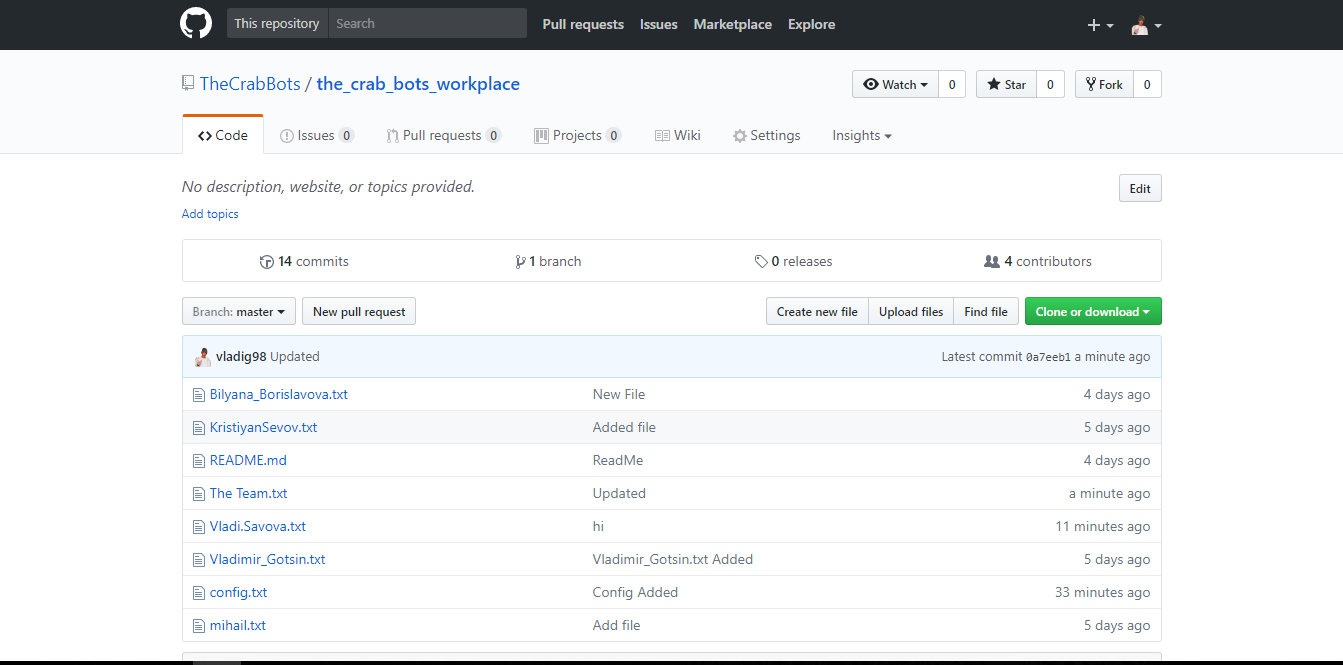 This repository Search Pull requests Issues Marketplace Explore
TheCrabBots / the_crab_bots_workplace Watch 0 Star 0 Fork 0
Code Issues 0 Pull requests 0 Projects 0 Wiki Settings Insights
No description, website, or topics provided. Edit
Add topics
14 commits 1 branch 0 releases 4 contributors
Branch: master New pull request Create new file Upload files Find file Clone or download
vladig98 Updated Latest commit 0a7eeb1 a minute ago
Bilyana_Borislavova.txt New File 4 days ago
KristiyanSevov.txt Added file 5 days ago
README.md ReadMe 4 days ago
The Team.txt Updated a minute ago
Vladi.Savova.txt hi 11 minutes ago
Vladimir_Gotsin.txt Vladimir_Gotsin.txt Added 5 days ago
config.txt Config Added 33 minutes ago
mihail.txt Add file 5 days ago